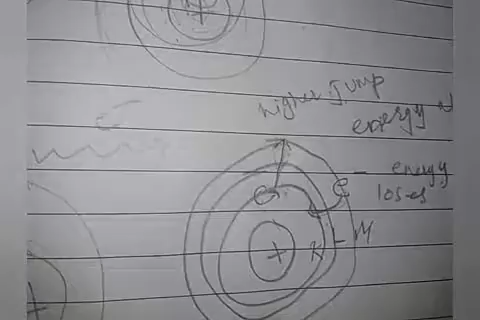 higher jump
energy
e⁻
energy
e⁻ e⁻ loses
K L M
+